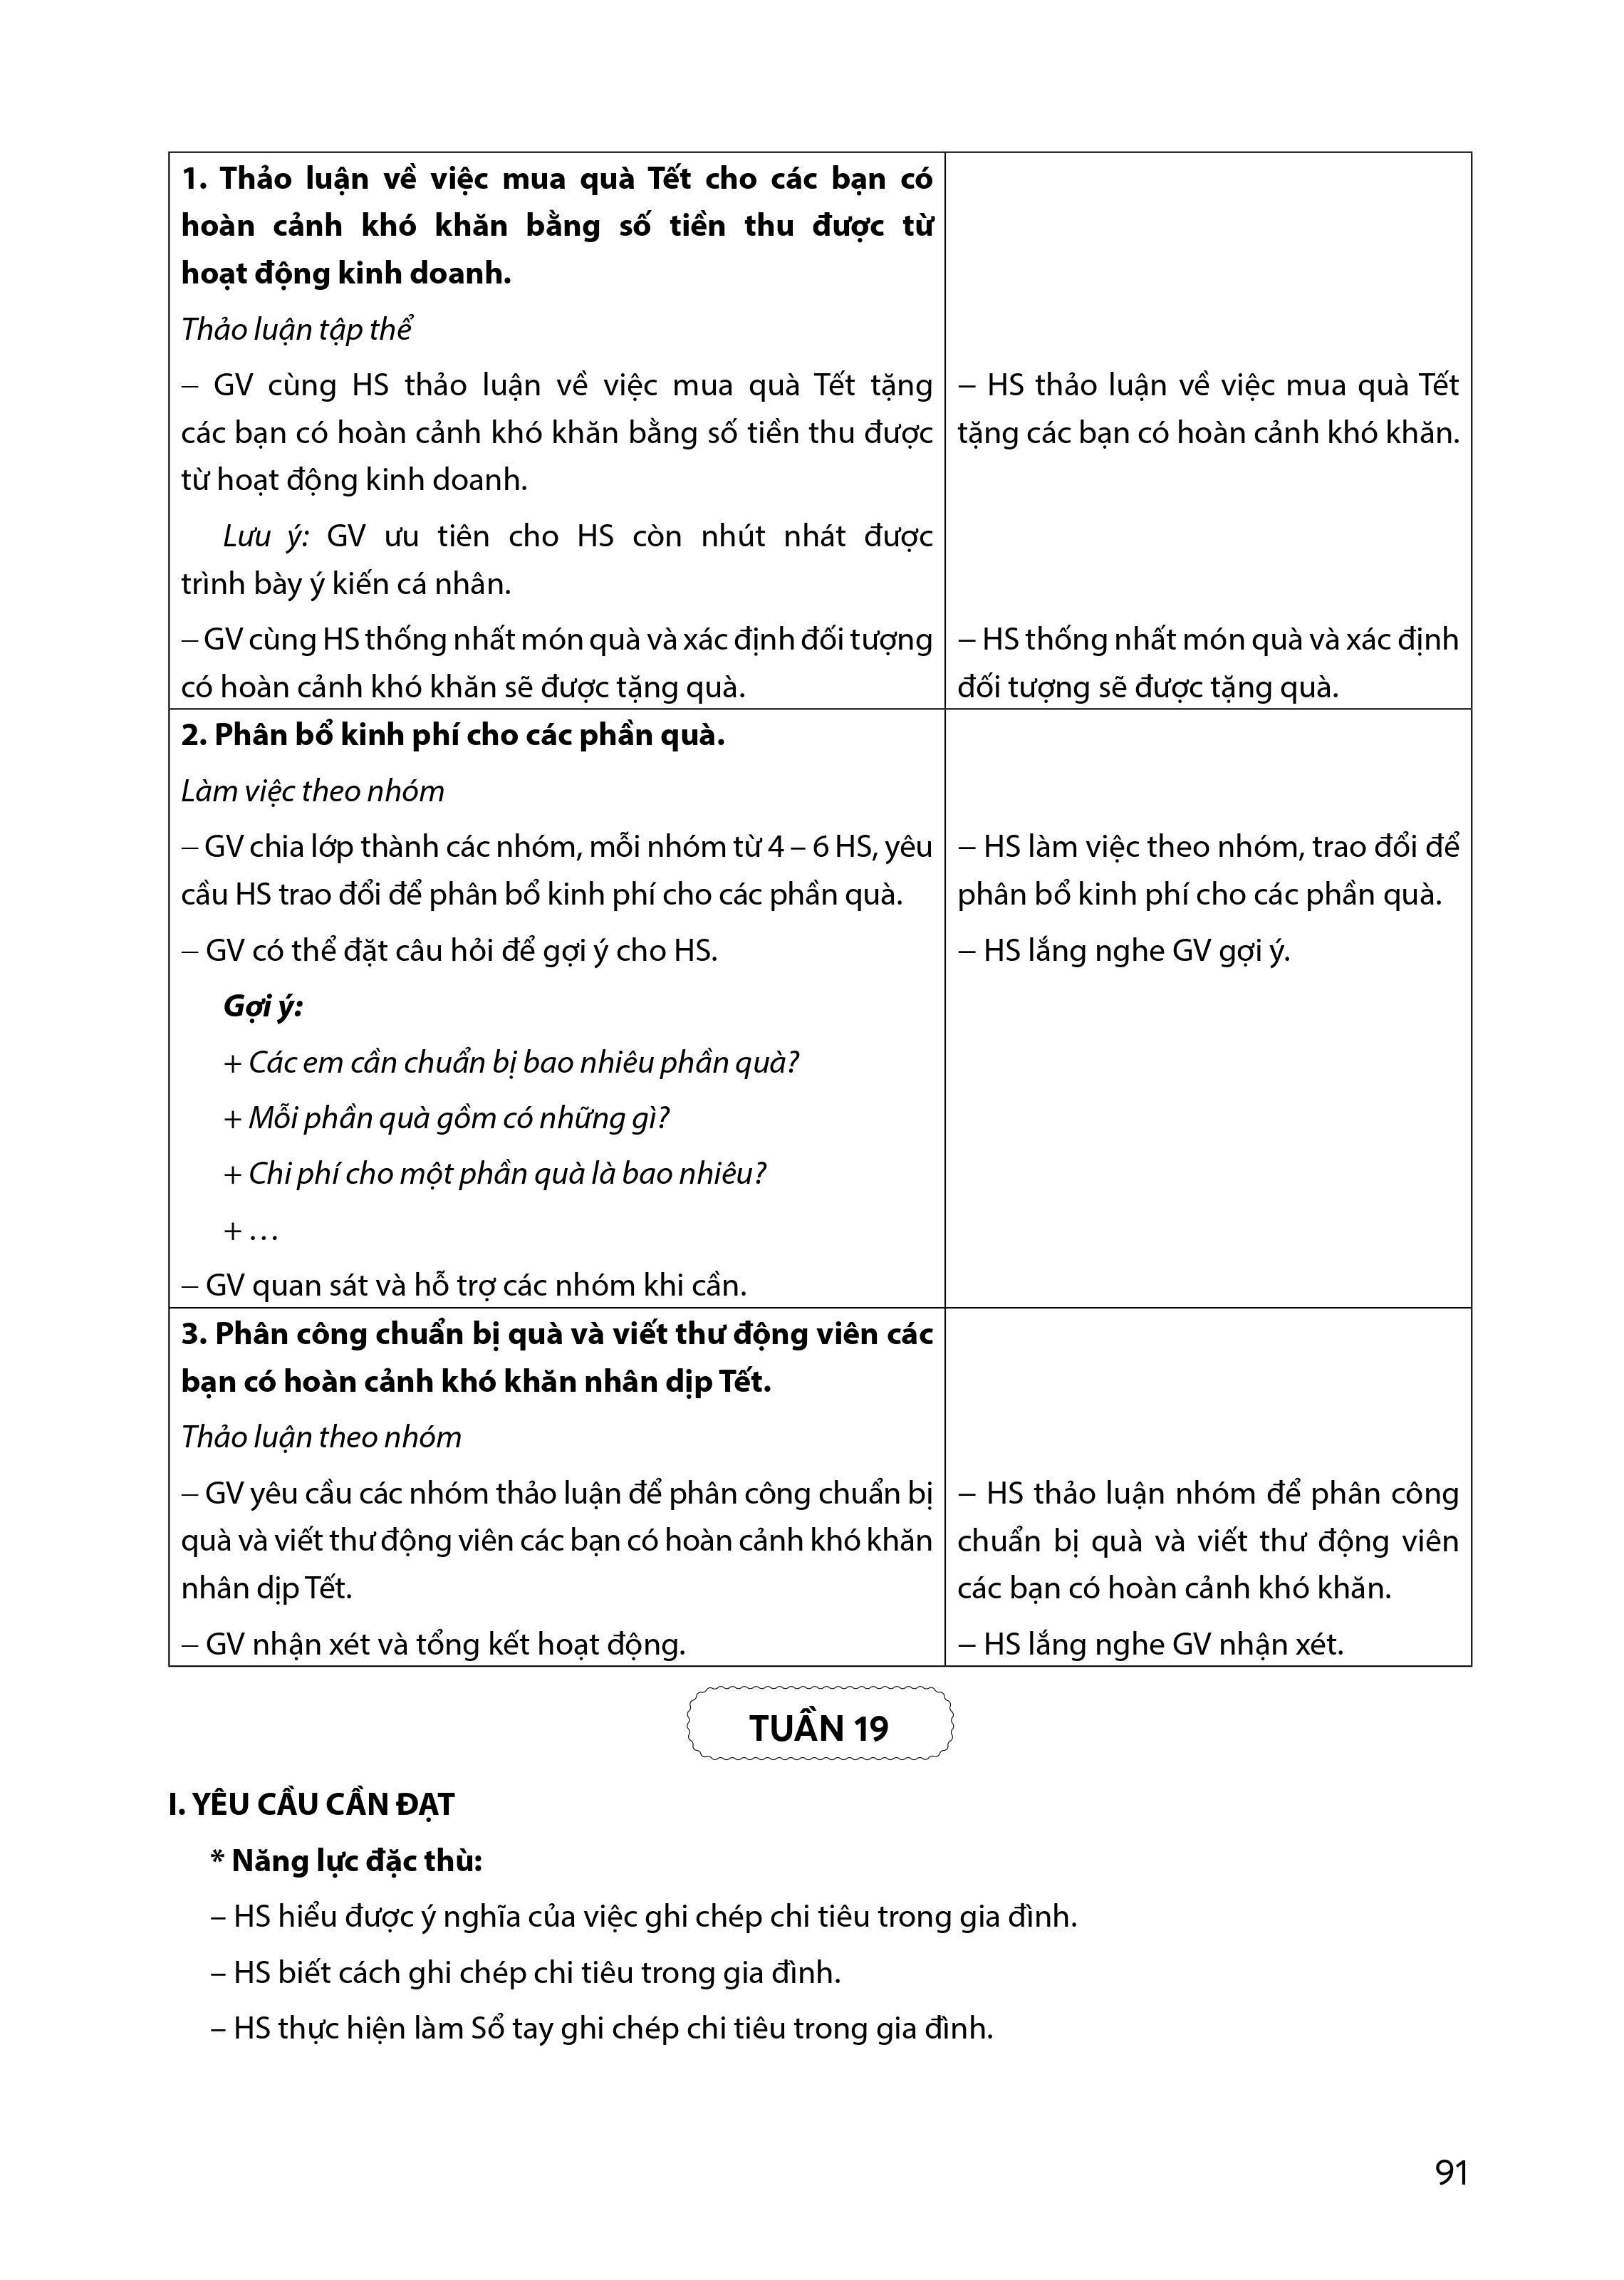 1. Thảo luận về việc mua quà Tết cho các bạn có
hoàn cảnh khó khăn bằng số tiền thu được từ
hoạt động kinh doanh.
Thảo luận tập thể
– GV cùng HS thảo luận về việc mua quà Tết tặng
các bạn có hoàn cảnh khó khăn bằng số tiền thu được
từ hoạt động kinh doanh.
Lưu ý: GV ưu tiên cho HS còn nhút nhát được
trình bày ý kiến cá nhân.
– GV cùng HS thống nhất món quà và xác định đối tượng
có hoàn cảnh khó khăn sẽ được tặng quà.
– HS thảo luận về việc mua quà Tết
tặng các bạn có hoàn cảnh khó khăn.
– HS thống nhất món quà và xác định
đối tượng sẽ được tặng quà.
2. Phân bổ kinh phí cho các phần quà.
Làm việc theo nhóm
– GV chia lớp thành các nhóm, mỗi nhóm từ 4 – 6 HS, yêu
cầu HS trao đổi để phân bổ kinh phí cho các phần quà.
– GV có thể đặt câu hỏi để gợi ý cho HS.
Gợi ý:
+ Các em cần chuẩn bị bao nhiêu phần quà?
+ Mỗi phần quà gồm có những gì?
+ Chi phí cho một phần quà là bao nhiêu?
+ …
– GV quan sát và hỗ trợ các nhóm khi cần.
– HS làm việc theo nhóm, trao đổi để
phân bổ kinh phí cho các phần quà.
– HS lắng nghe GV gợi ý.
3. Phân công chuẩn bị quà và viết thư động viên các
bạn có hoàn cảnh khó khăn nhân dịp Tết.
Thảo luận theo nhóm
– GV yêu cầu các nhóm thảo luận để phân công chuẩn bị
quà và viết thư động viên các bạn có hoàn cảnh khó khăn
nhân dịp Tết.
– GV nhận xét và tổng kết hoạt động.
– HS thảo luận nhóm để phân công
chuẩn bị quà và viết thư động viên
các bạn có hoàn cảnh khó khăn.
– HS lắng nghe GV nhận xét.
TUẦN 19
I. YÊU CẦU CẦN ĐẠT
* Năng lực đặc thù:
– HS hiểu được ý nghĩa của việc ghi chép chi tiêu trong gia đình.
– HS biết cách ghi chép chi tiêu trong gia đình.
– HS thực hiện làm Sổ tay ghi chép chi tiêu trong gia đình.
91